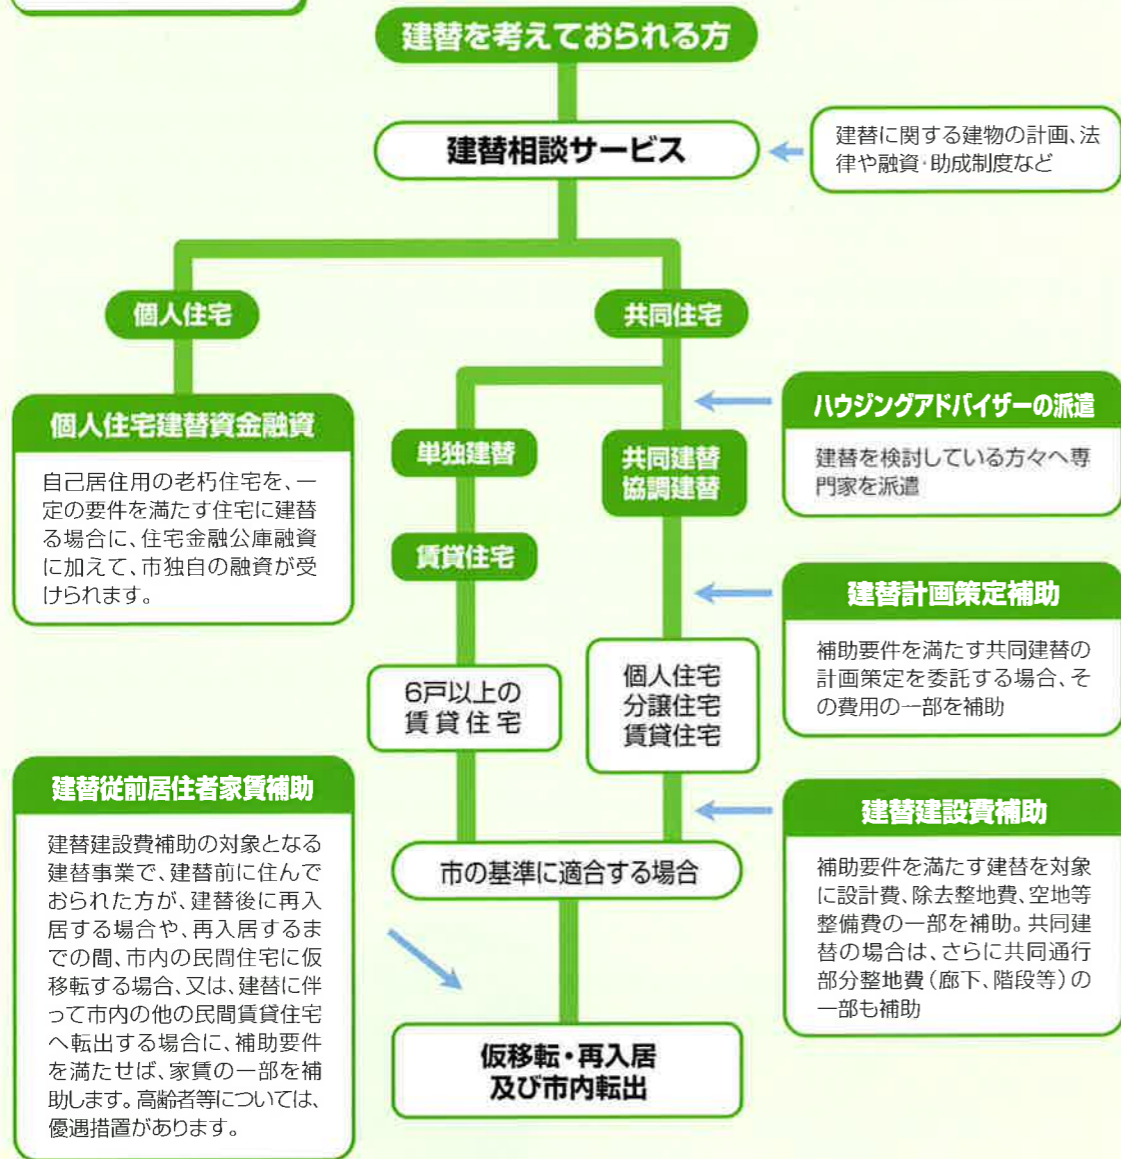 建替を考えておられる方
建替相談サービス
建替に関する建物の計画、法
律や融資・助成制度など
個人住宅
共同住宅
個人住宅建替資金融資
自己居住用の老朽住宅を、一
定の要件を満たす住宅に建替
る場合に、住宅金融公庫融資
に加えて、市独自の融資が受
けられます。
単独建替
共同建替
協調建替
ハウジングアドバイザーの派遣
建替を検討している方々へ専
門家を派遣
賃貸住宅
建替計画策定補助
補助要件を満たす共同建替の
計画策定を委託する場合、そ
の費用の一部を補助
6戸以上の
賃貸住宅
個人住宅
分譲住宅
賃貸住宅
建替従前居住者家賃補助
建替建設費補助の対象となる
建替事業で、建替前に住んで
おられた方が、建替後に再入
居する場合や、再入居するま
での間、市内の民間住宅に仮
移転する場合、又は、建替に伴
って市内の他の民間賃貸住宅
へ転出する場合に、補助要件
を満たせば、家賃の一部を補
助します。高齢者等については、
優遇措置があります。
建替建設費補助
補助要件を満たす建替を対象
に設計費、除去整地費、空地等
整備費の一部を補助。共同建
替の場合は、さらに共同通行
部分整地費(廊下、階段等)の
一部も補助
市の基準に適合する場合
仮移転・再入居
及び市内転出